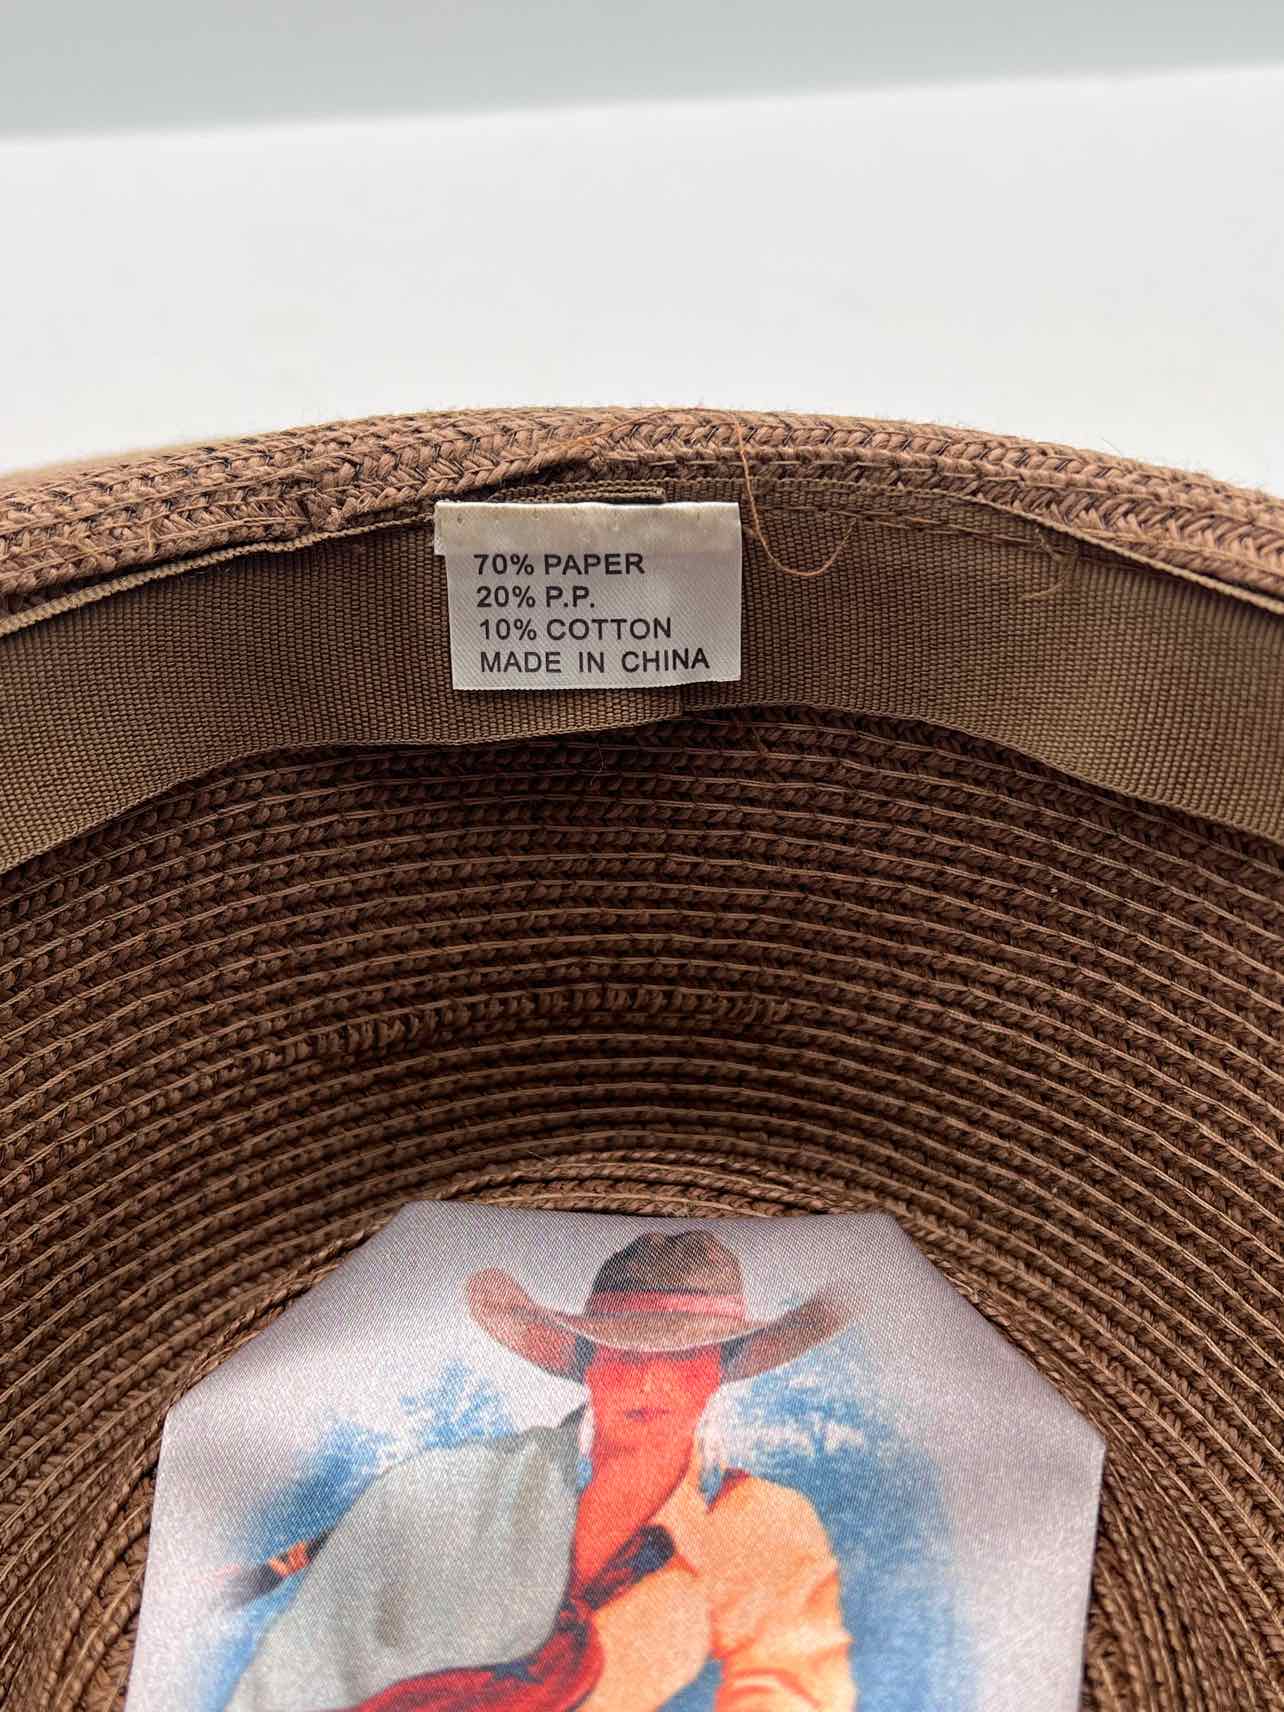 70% PAPER
20% P.P.
10% COTTON
MADE IN CHINA